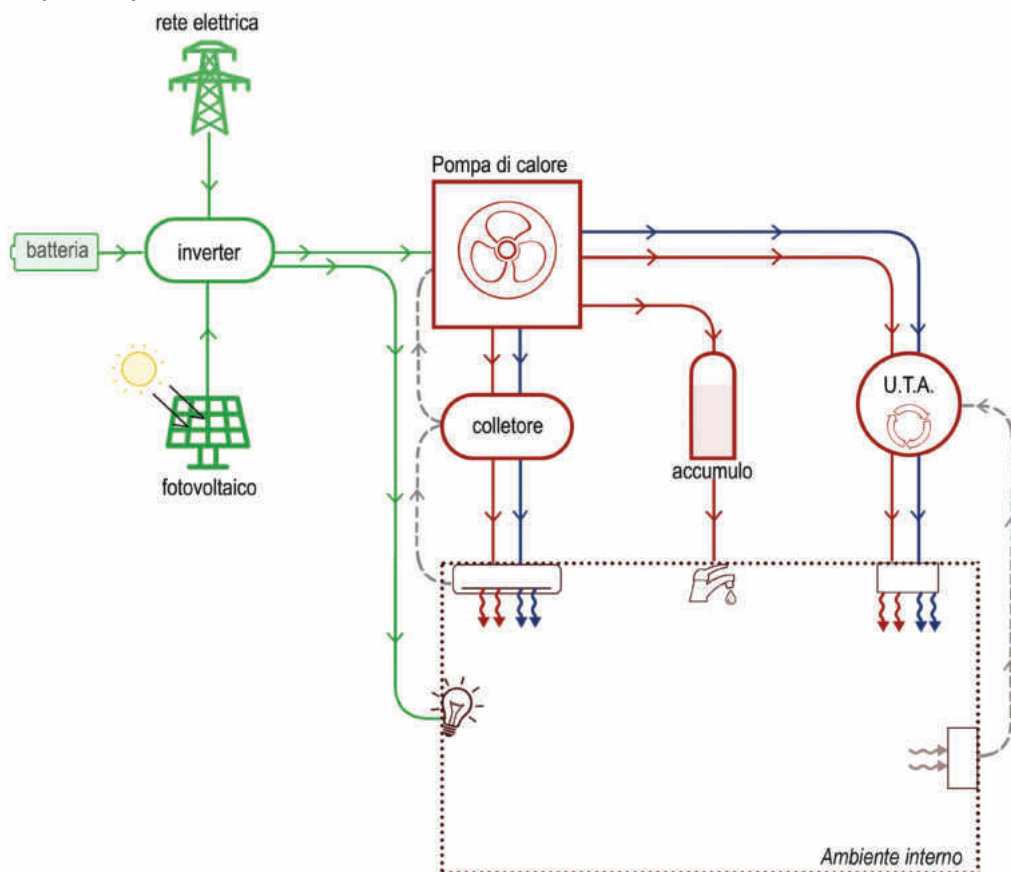 rete elettrica
Pompa di calore
batteria
inverter
U.T.A.
colletore
accumulo
fotovoltaico
Ambiente interno